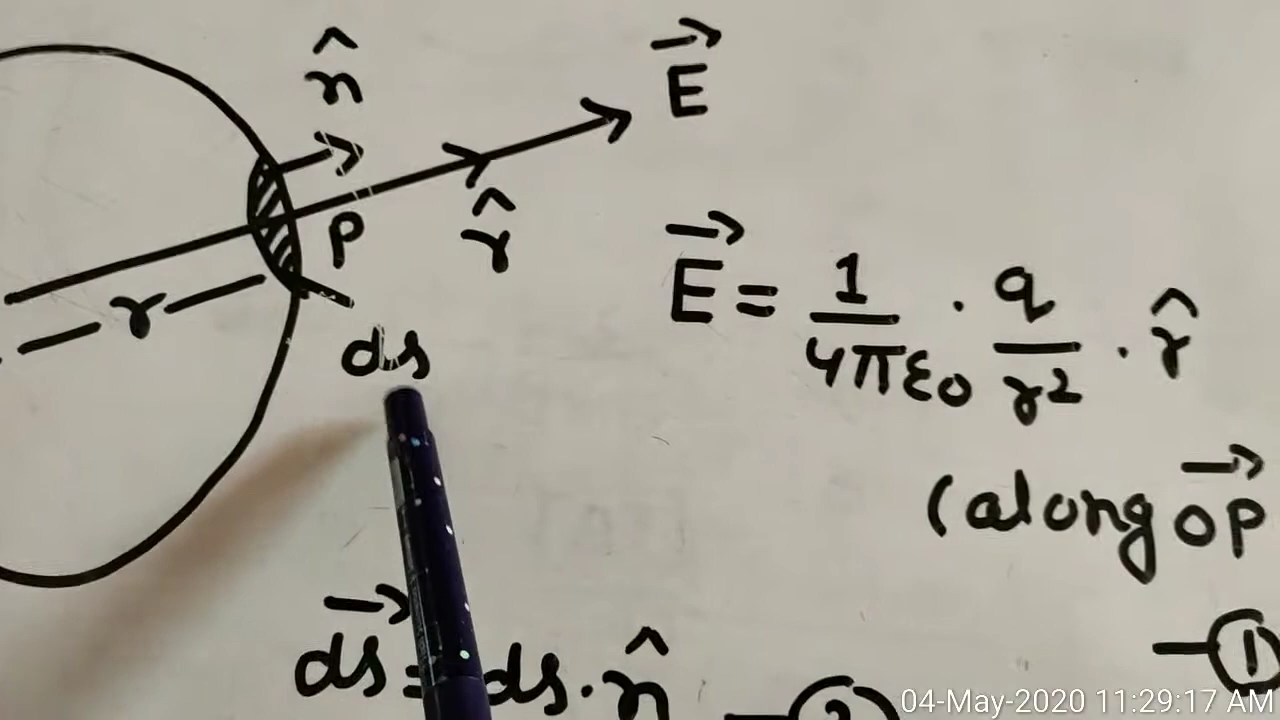 n̂
E⃗
P
r̂
r
ds
E⃗ = 1/4πε₀ · q/r² · r̂
(along OP⃗
— ①
ds⃗ = ds · n̂ — ②
04-May-2020 11:29:17 AM